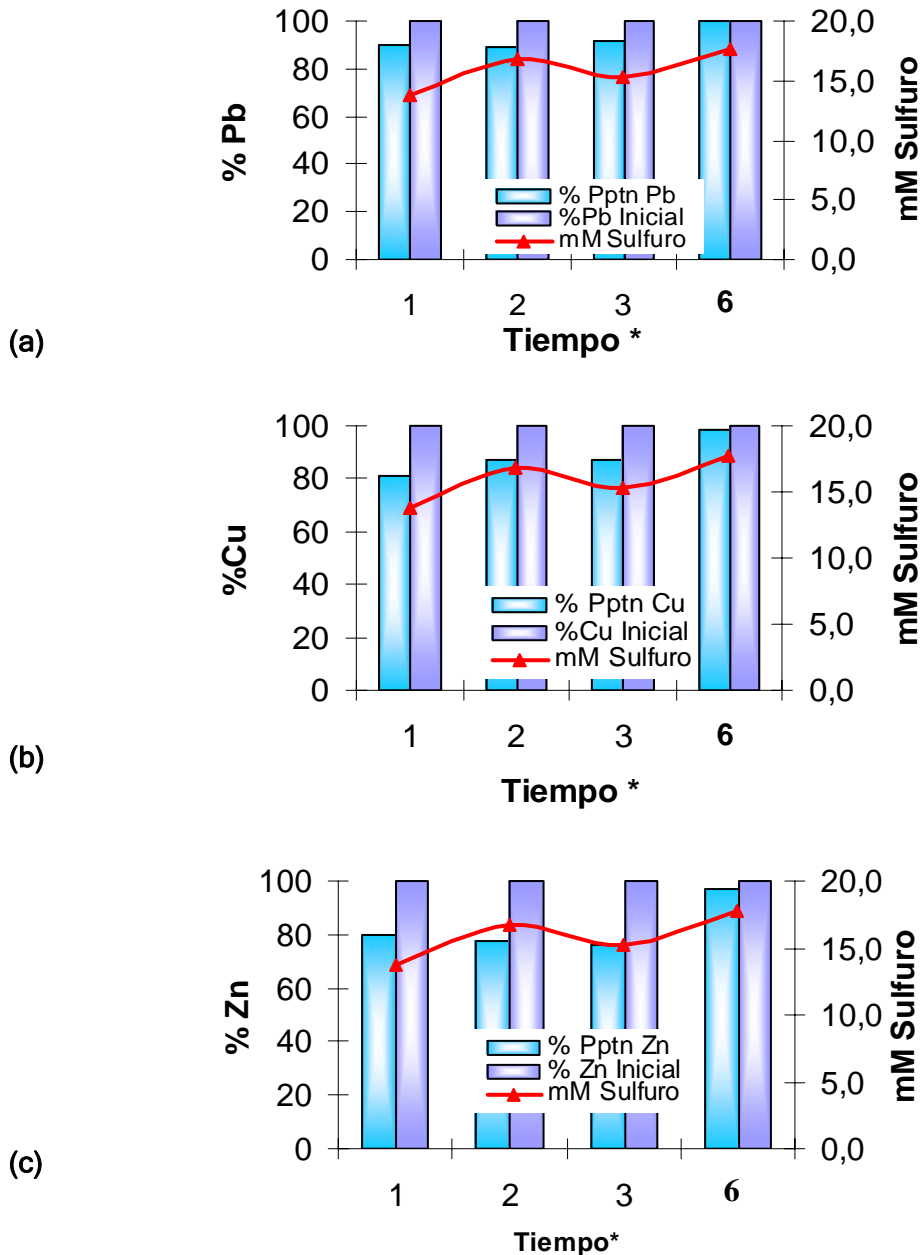 100
80
60
40
20
0
% Pb
20,0
15,0
10,0
5,0
0,0
mM Sulfuro
% Pptn Pb
%Pb Inicial
mM Sulfuro
1 2 3 6
Tiempo *
(a)
100
80
60
40
20
0
%Cu
20,0
15,0
10,0
5,0
0,0
mM Sulfuro
% Pptn Cu
%Cu Inicial
mM Sulfuro
1 2 3 6
Tiempo *
(b)
100
80
60
40
20
0
% Zn
20,0
15,0
10,0
5,0
0,0
mM Sulfuro
% Pptn Zn
% Zn Inicial
mM Sulfuro
1 2 3 6
Tiempo*
(c)